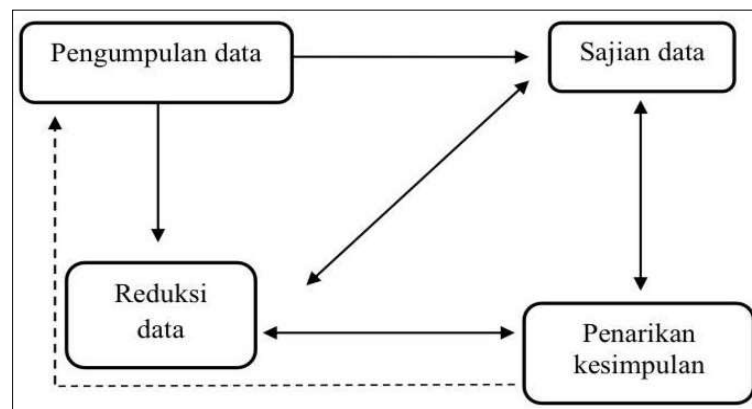 Pengumpulan data
Sajian data
Reduksi
data
Penarikan
kesimpulan